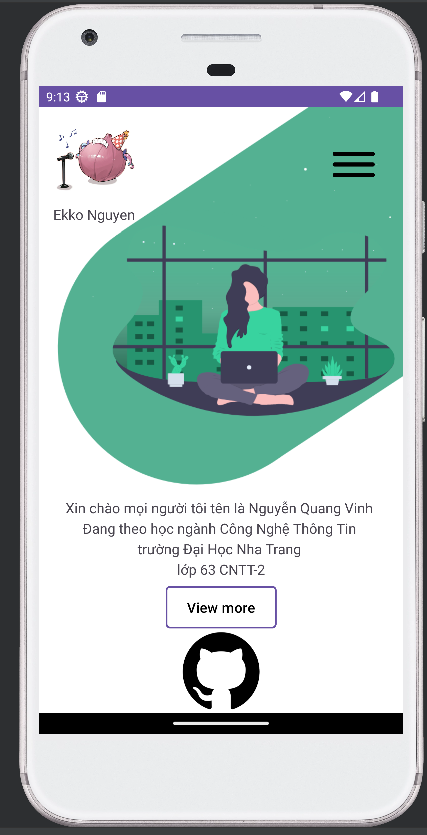 9:13
Ekko Nguyen
Xin chào mọi người tôi tên là Nguyễn Quang Vinh
Đang theo học ngành Công Nghệ Thông Tin
trường Đại Học Nha Trang
lớp 63 CNTT-2
View more